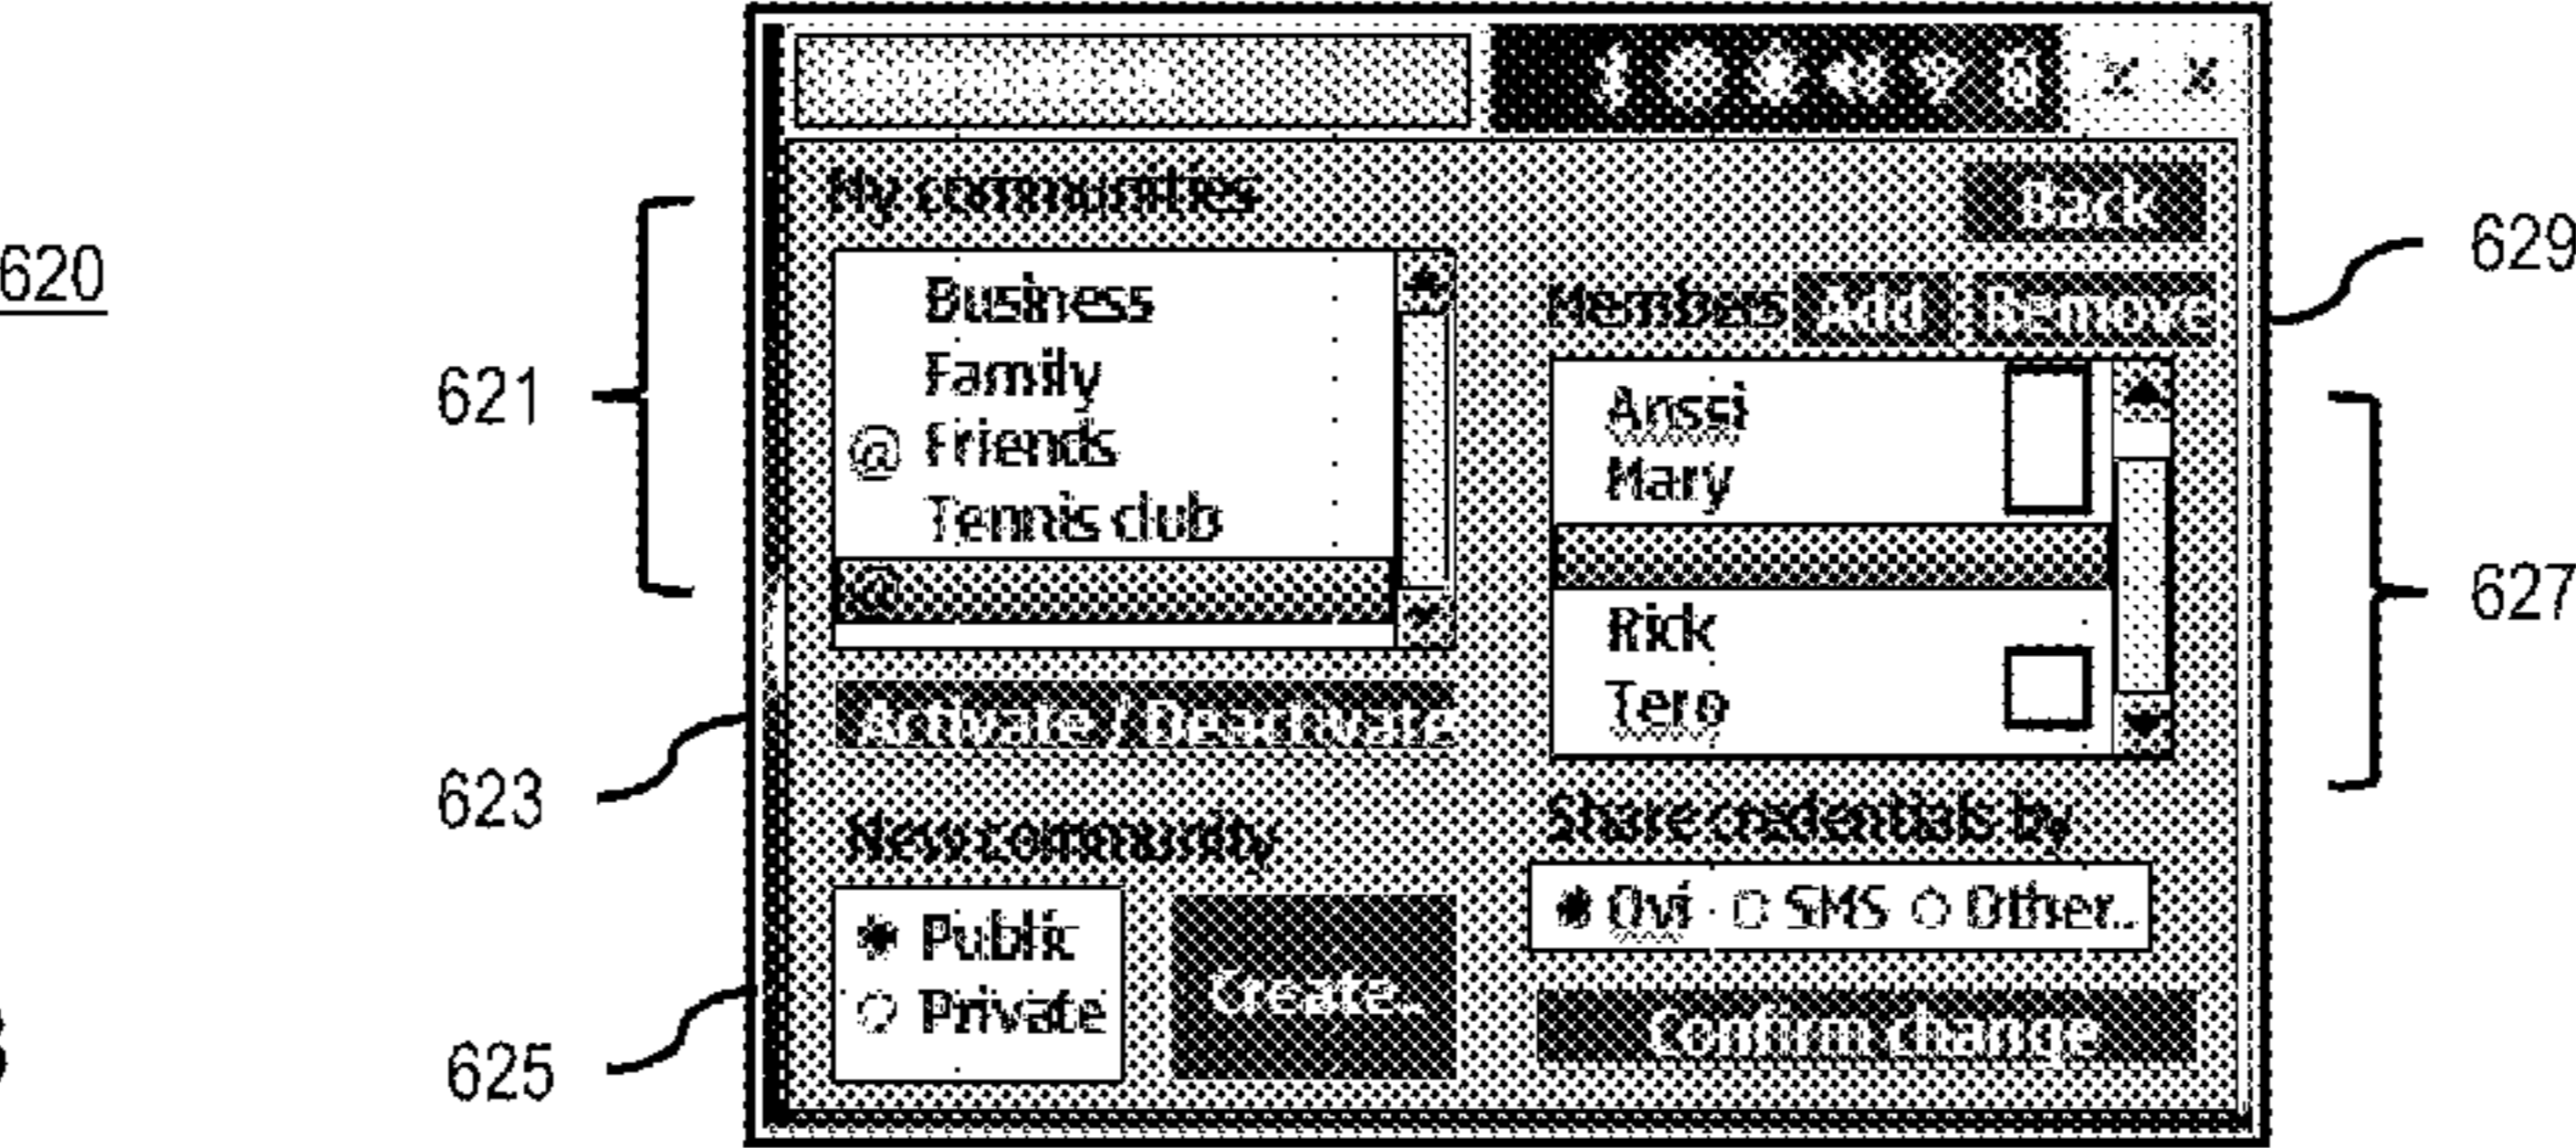 620
621
623
625
My communities
Business
Family
@ Friends
Tennis club
@
Activate / Deactivate
New community
Public
Private
Create...
Back
Members Add Remove
Anssi
Mary
Rick
Tero
Share credentials by
Ovi SMS Other...
Confirm change
629
627